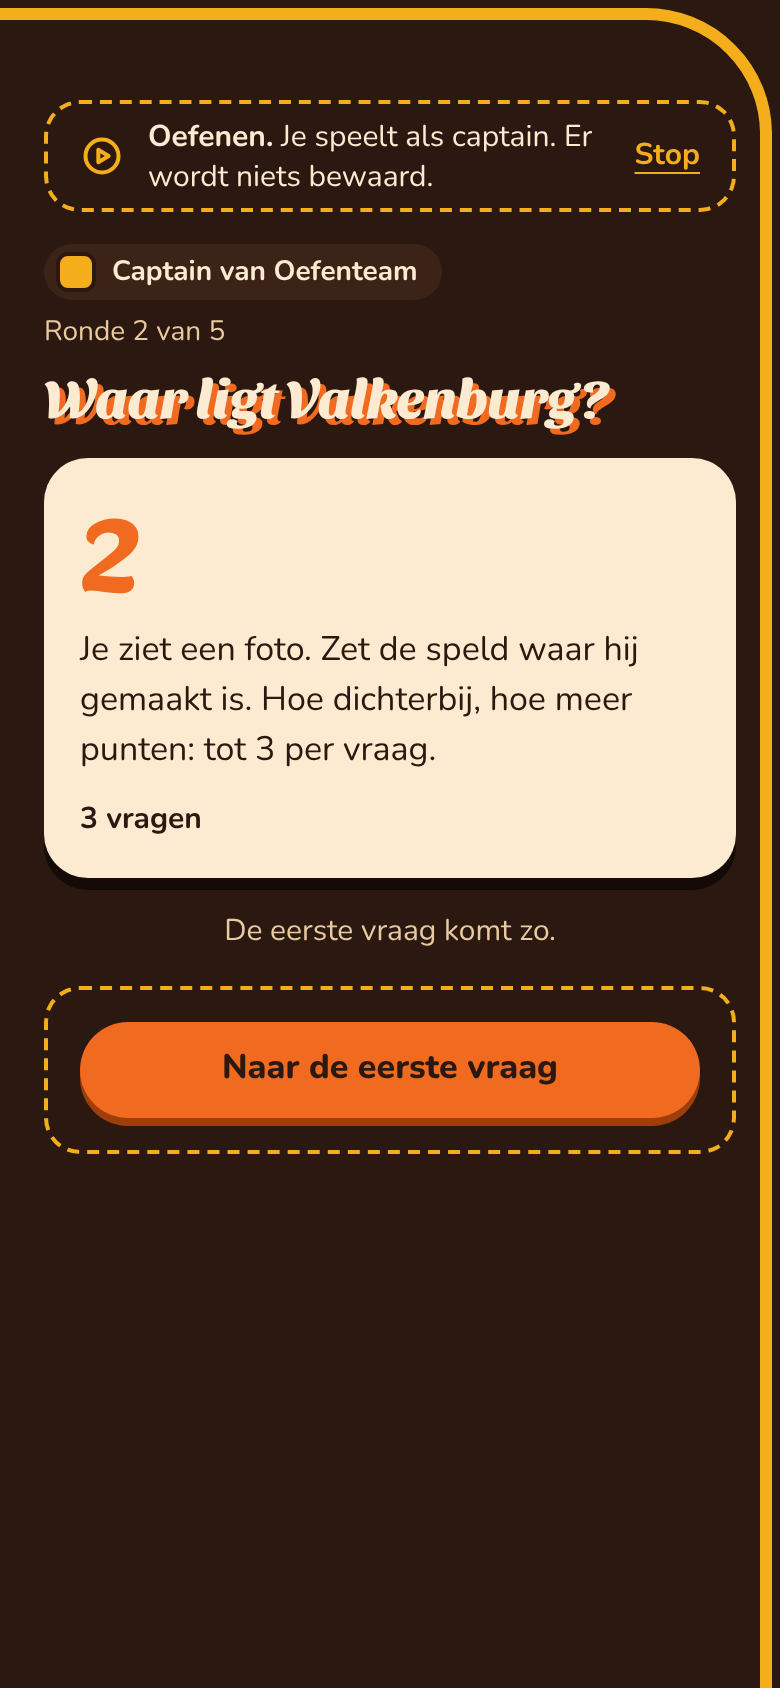 Oefenen. Je speelt als captain. Er
wordt niets bewaard.
Stop
Captain van Oefenteam
Ronde 2 van 5
Waar ligt Valkenburg?
2
Je ziet een foto. Zet de speld waar hij
gemaakt is. Hoe dichterbij, hoe meer
punten: tot 3 per vraag.
3 vragen
De eerste vraag komt zo.
Naar de eerste vraag